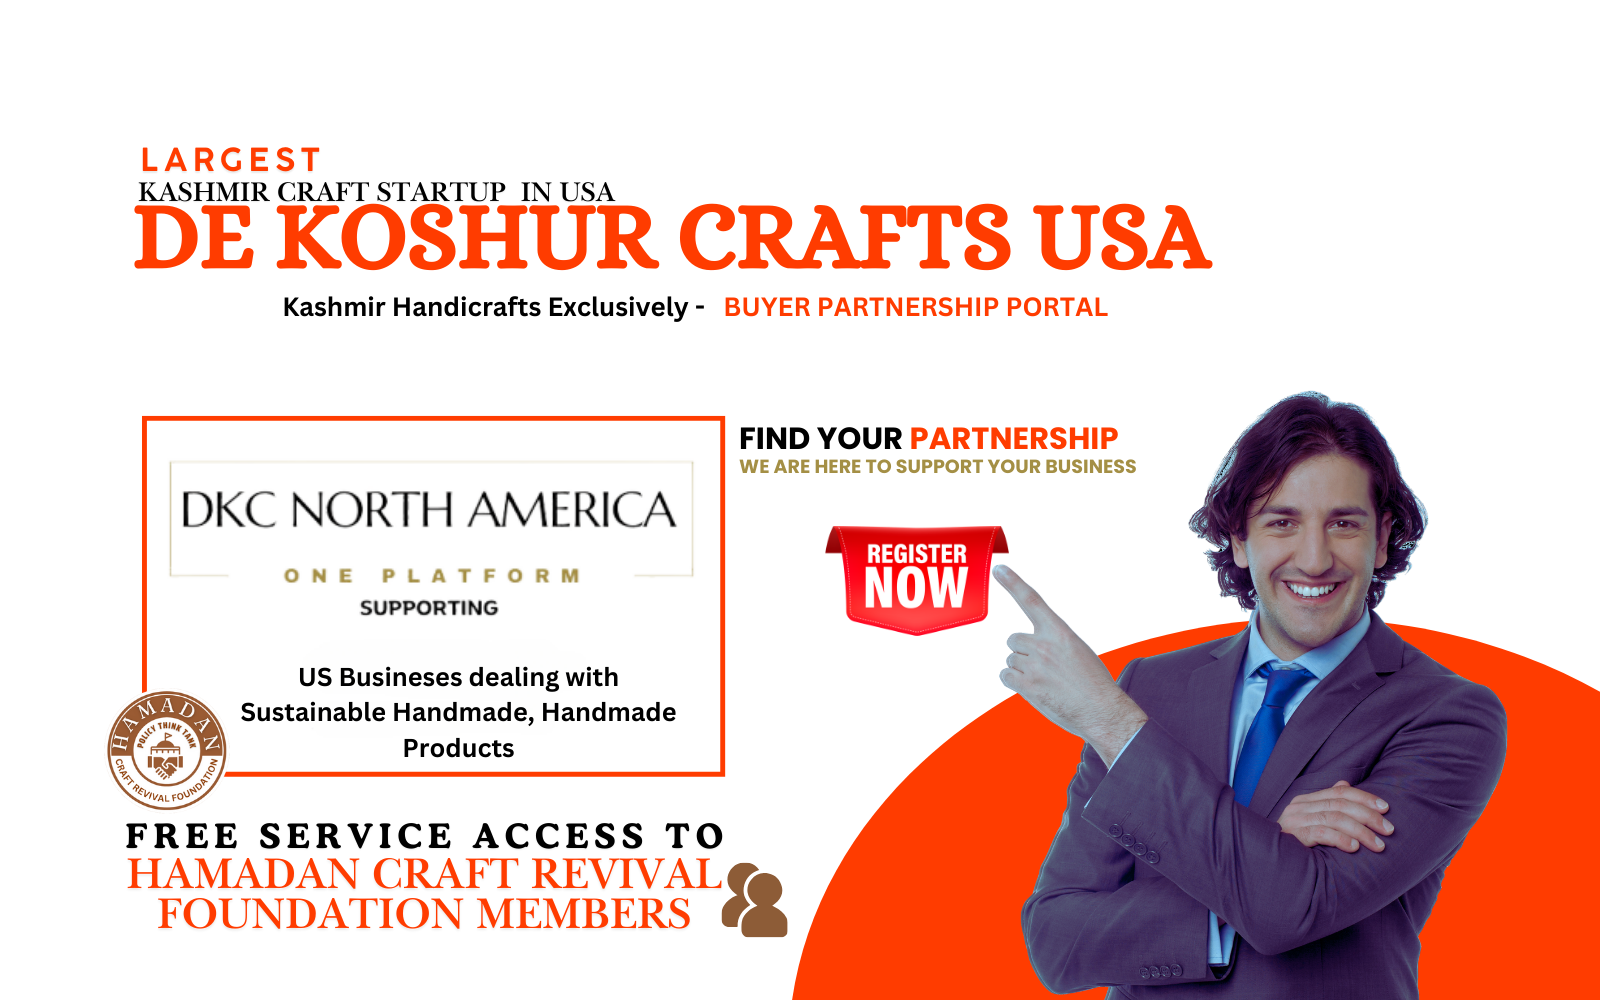 LARGEST
KASHMIR CRAFT STARTUP IN USA
DE KOSHUR CRAFTS USA
Kashmir Handicrafts Exclusively - BUYER PARTNERSHIP PORTAL
DKC NORTH AMERICA
ONE PLATFORM
SUPPORTING
US Busineses dealing with
Sustainable Handmade, Handmade
Products
HAMADAN
POLICY THINK TANK
CRAFT REVIVAL FOUNDATION
FREE SERVICE ACCESS TO
HAMADAN CRAFT REVIVAL
FOUNDATION MEMBERS
FIND YOUR PARTNERSHIP
WE ARE HERE TO SUPPORT YOUR BUSINESS
REGISTER
NOW